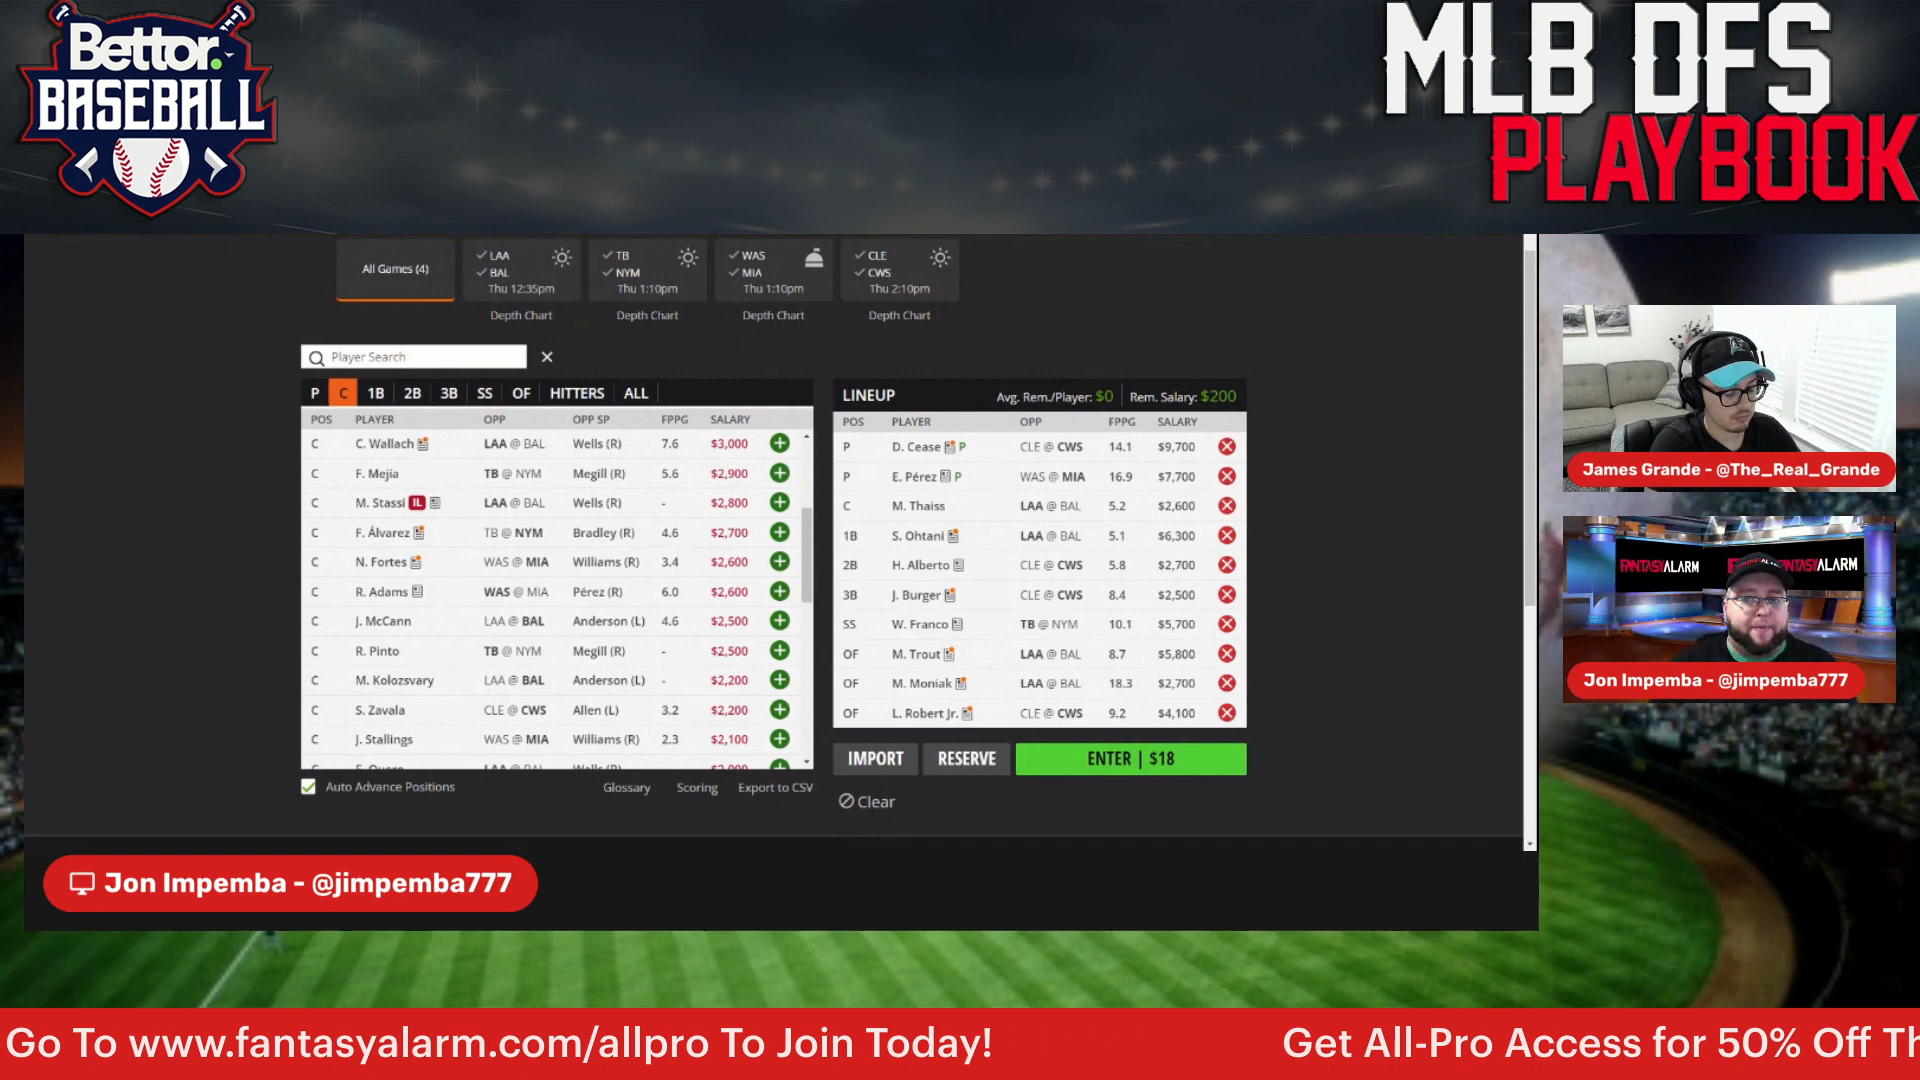 Bettor.
BASEBALL
MLB DFS
PLAYBOOK
All Games (4)
LAA
BAL
Thu 12:35pm
Depth Chart
TB
NYM
Thu 1:10pm
Depth Chart
WAS
MIA
Thu 1:10pm
Depth Chart
CLE
CWS
Thu 2:10pm
Depth Chart
Player Search
P C 1B 2B 3B SS OF HITTERS ALL
POS PLAYER OPP OPP SP FPPG SALARY
C C. Wallach LAA @ BAL Wells (R) 7.6 $3,000
C F. Mejía TB @ NYM Megill (R) 5.6 $2,900
C M. Stassi IL LAA @ BAL Wells (R) - $2,800
C F. Álvarez TB @ NYM Bradley (R) 4.6 $2,700
C N. Fortes WAS @ MIA Williams (R) 3.4 $2,600
C R. Adams WAS @ MIA Pérez (R) 6.0 $2,600
C J. McCann LAA @ BAL Anderson (L) 4.6 $2,500
C R. Pinto TB @ NYM Megill (R) - $2,500
C M. Kolozsvary LAA @ BAL Anderson (L) - $2,200
C S. Zavala CLE @ CWS Allen (L) 3.2 $2,200
C J. Stallings WAS @ MIA Williams (R) 2.3 $2,100
Auto Advance Positions
Glossary Scoring Export to CSV
LINEUP Avg. Rem./Player: $0 Rem. Salary: $200
POS PLAYER OPP FPPG SALARY
P D. Cease P CLE @ CWS 14.1 $9,700
P E. Pérez P WAS @ MIA 16.9 $7,700
C M. Thaiss LAA @ BAL 5.2 $2,600
1B S. Ohtani LAA @ BAL 5.1 $6,300
2B H. Alberto CLE @ CWS 5.8 $2,700
3B J. Burger CLE @ CWS 8.4 $2,500
SS W. Franco TB @ NYM 10.1 $5,700
OF M. Trout LAA @ BAL 8.7 $5,800
OF M. Moniak LAA @ BAL 18.3 $2,700
OF L. Robert Jr. CLE @ CWS 9.2 $4,100
IMPORT RESERVE ENTER | $18
Clear
James Grande - @The_Real_Grande
FANTASYALARM
FANTASYALARM
Jon Impemba - @jimpemba777
Jon Impemba - @jimpemba777
Go To www.fantasyalarm.com/allpro To Join Today! Get All-Pro Access for 50% Off